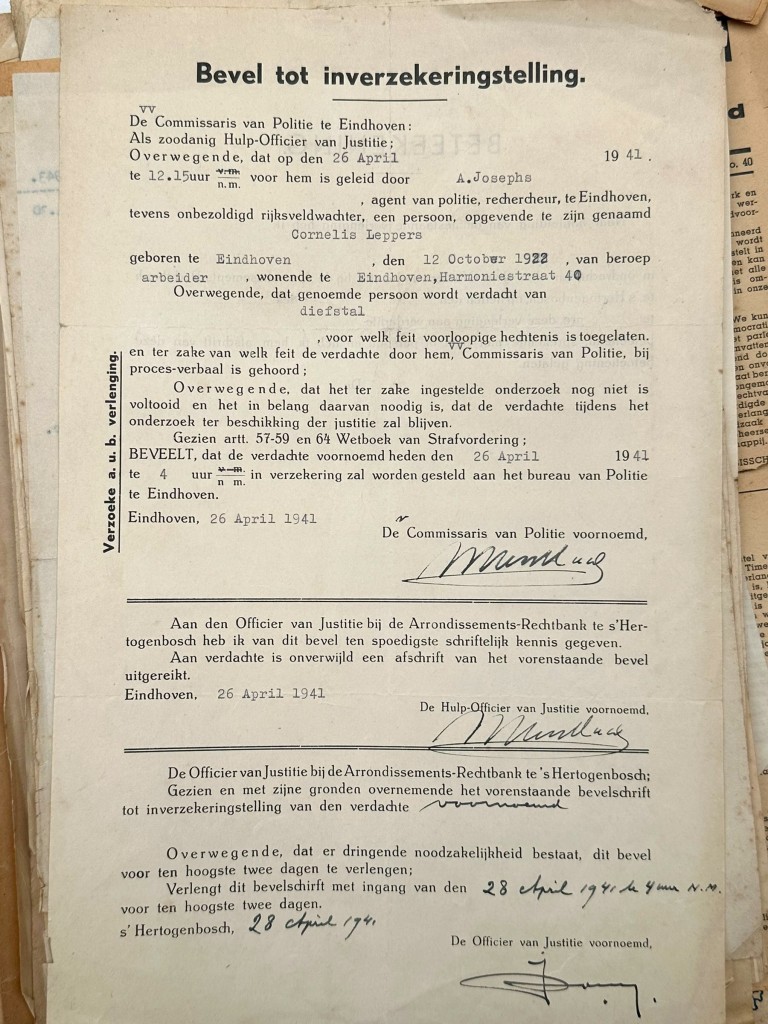 Bevel tot inverzekeringstelling.
vv
De Commissaris van Politie te Eindhoven:
Als zoodanig Hulp-Officier van Justitie;
Overwegende, dat op den 26 April 1941.
te 12.15uur v.m. n.m. voor hem is geleid door A.Josephs
, agent van politie, rechercheur, te Eindhoven,
tevens onbezoldigd rijksveldwachter, een persoon, opgevende te zijn genaamd
Cornelis Leppers
geboren te Eindhoven , den 12 October 1922 , van beroep
arbeider , wonende te Eindhoven,Harmoniestraat 40
Overwegende, dat genoemde persoon wordt verdacht van
diefstal
, voor welk feit voorloopige hechtenis is toegelaten.
vv
en ter zake van welk feit de verdachte door hem, Commissaris van Politie, bij
proces-verbaal is gehoord;
Overwegende, dat het ter zake ingestelde onderzoek nog niet is
voltooid en het in belang daarvan noodig is, dat de verdachte tijdens het
onderzoek ter beschikking der justitie zal blijven.
Gezien artt. 57-59 en 64 Wetboek van Strafvordering;
BEVEELT, dat de verdachte voornoemd heden den 26 April 1941
te 4 uur v.m. n m. in verzekering zal worden gesteld aan het bureau van Politie
te Eindhoven.
Eindhoven, 26 April 1941
De Commissaris van Politie voornoemd,
Verzoeke a. u. b. verlenging.
Aan den Officier van Justitie bij de Arrondissements-Rechtbank te s'Her-
togenbosch heb ik van dit bevel ten spoedigste schriftelijk kennis gegeven.
Aan verdachte is onverwijld een afschrift van het vorenstaande bevel
uitgereikt.
Eindhoven, 26 April 1941
De Hulp-Officier van Justitie voornoemd,
De Officier van Justitie bij de Arrondissements-Rechtbank te 's Hertogenbosch;
Gezien en met zijne gronden overnemende het vorenstaande bevelschrift
tot inverzekeringstelling van den verdachte voornoemd
Overwegende, dat er dringende noodzakelijkheid bestaat, dit bevel
voor ten hoogste twee dagen te verlengen;
Verlengt dit bevelschirft met ingang van den 28 April 1941 te 4 uur N.M.
voor ten hoogste twee dagen.
s' Hertogenbosch, 28 April 1941
De Officier van Justitie voornoemd,